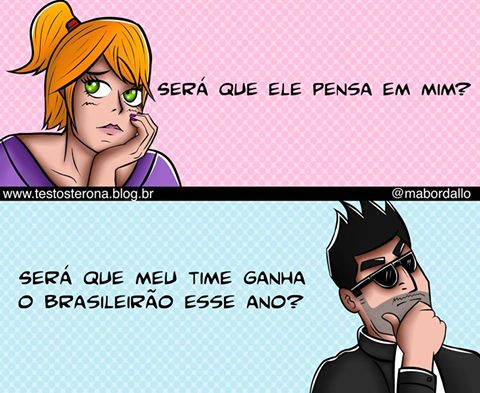 SERÁ QUE ELE PENSA EM MIM?
www.testosterona.blog.br @mabordallo
SERÁ QUE MEU TIME GANHA
O BRASILEIRÃO ESSE ANO?